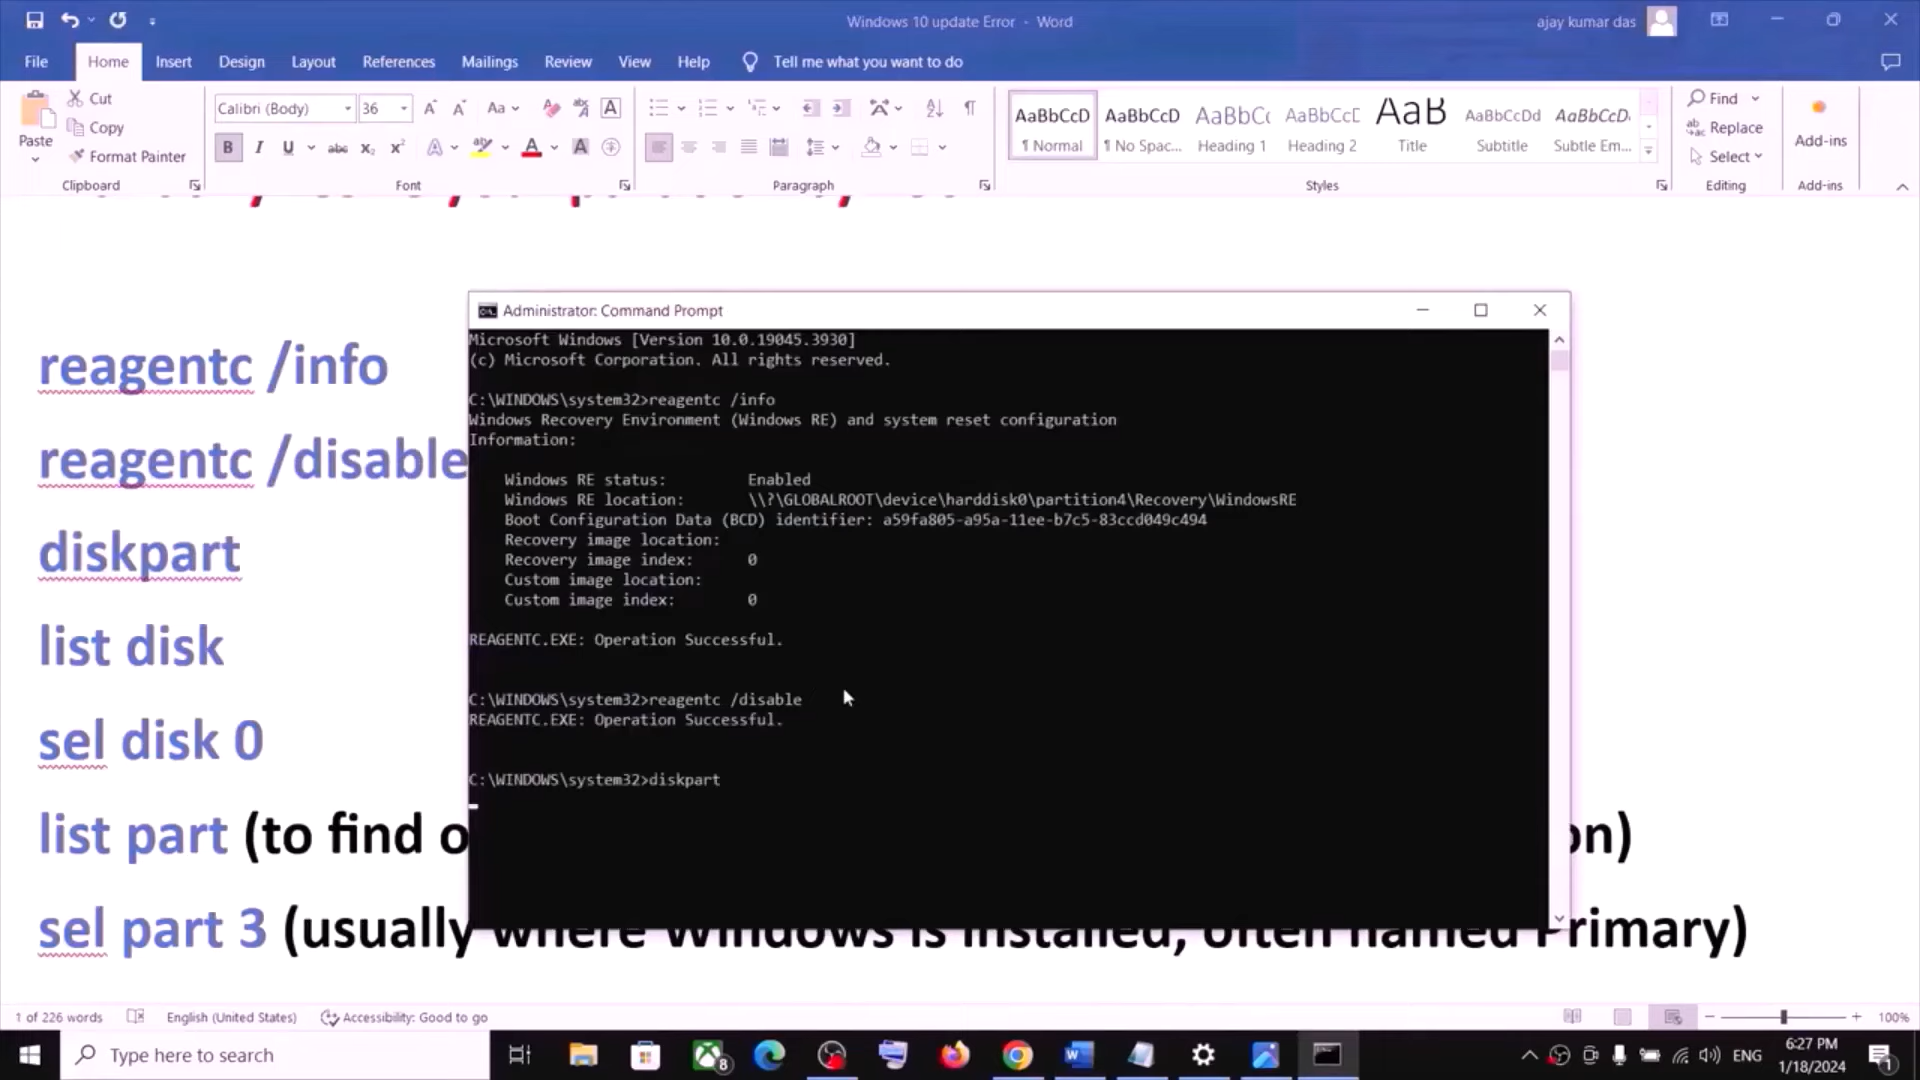 Windows 10 update Error - Word
ajay kumar das
File Home Insert Design Layout References Mailings Review View Help Tell me what you want to do
Paste
Cut
Copy
Format Painter
Clipboard
Calibri (Body) 36
Font
Paragraph
AaBbCcD AaBbCcD AaBbCc AaBbCcE AaB AaBbCcDd AaBbCcD.
¶ Normal ¶ No Spac... Heading 1 Heading 2 Title Subtitle Subtle Em...
Styles
Find
Replace
Select
Editing
Add-ins
Add-ins
reagentc /info
reagentc /disable
diskpart
list disk
sel disk 0
list part (to find o
on)
sel part 3 (usually where Windows is installed, often named Primary)
Administrator: Command Prompt
Microsoft Windows [Version 10.0.19045.3930]
(c) Microsoft Corporation. All rights reserved.
C:\WINDOWS\system32>reagentc /info
Windows Recovery Environment (Windows RE) and system reset configuration
Information:
Windows RE status: Enabled
Windows RE location: \\?\GLOBALROOT\device\harddisk0\partition4\Recovery\WindowsRE
Boot Configuration Data (BCD) identifier: a59fa805-a95a-11ee-b7c5-83ccd049c494
Recovery image location:
Recovery image index: 0
Custom image location:
Custom image index: 0
REAGENTC.EXE: Operation Successful.
C:\WINDOWS\system32>reagentc /disable
REAGENTC.EXE: Operation Successful.
C:\WINDOWS\system32>diskpart
1 of 226 words English (United States) Accessibility: Good to go
100%
Type here to search
8
ENG
6:27 PM
1/18/2024
1